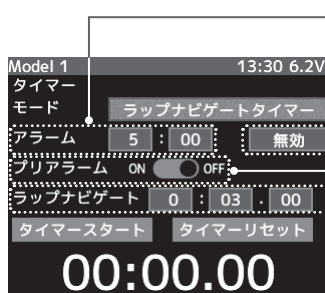 Model 1 13:30 6.2V
タイマー
モード ラップナビゲートタイマー
アラーム 5 : 00 無効
プリアラーム ON OFF
ラップナビゲート 0 : 03 . 00
タイマースタート タイマーリセット
00:00.00